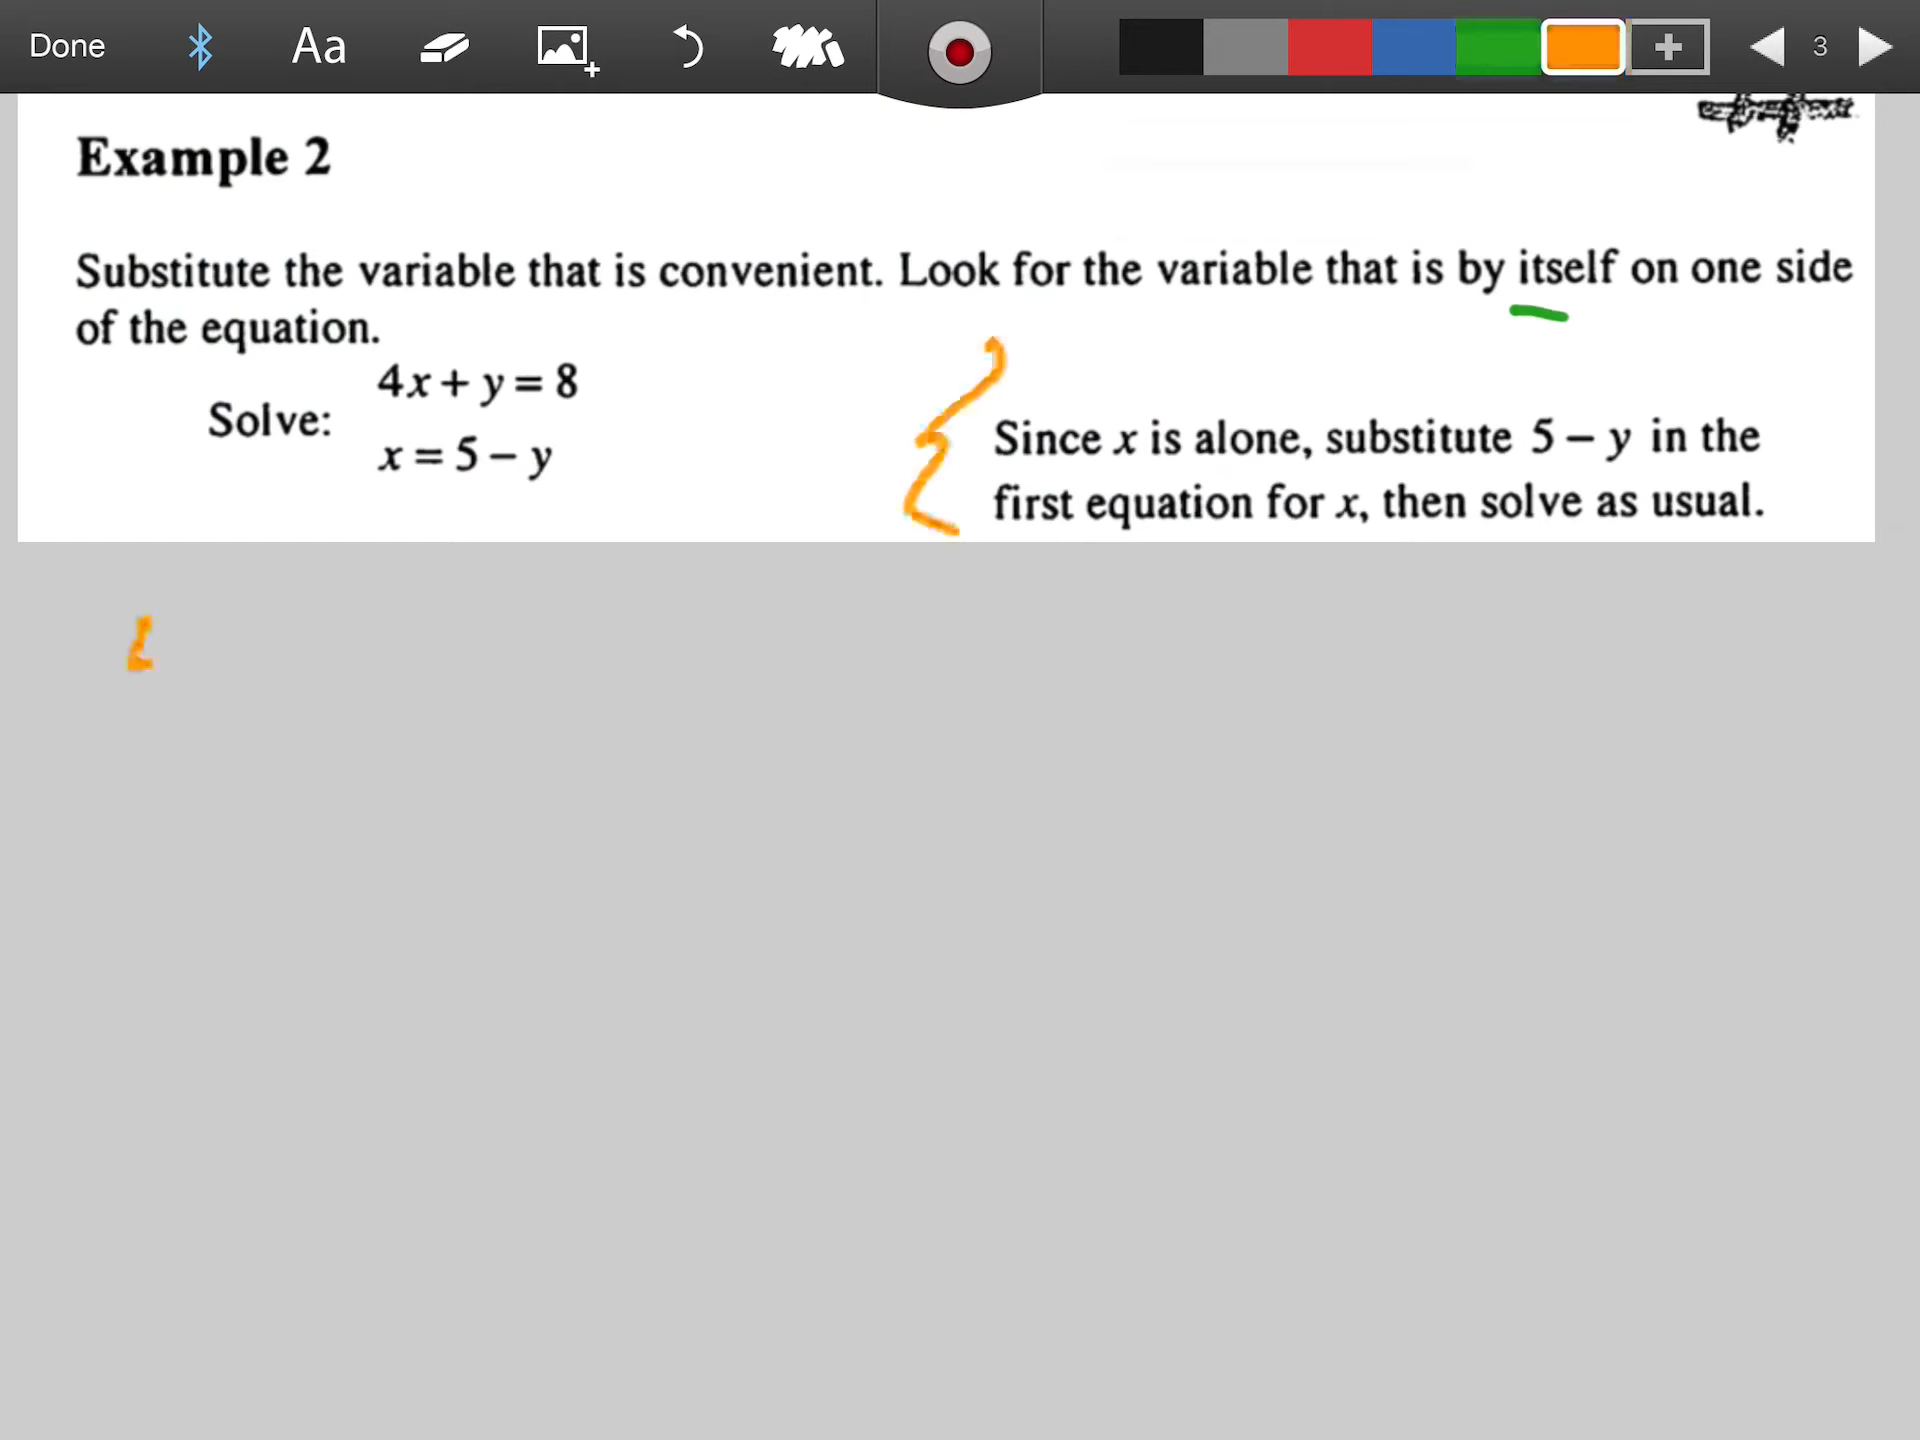 Done Aa 3
Example 2
Substitute the variable that is convenient. Look for the variable that is by itself on one side
of the equation.
Solve:
4x + y = 8
x = 5 – y
Since x is alone, substitute 5 – y in the
first equation for x, then solve as usual.